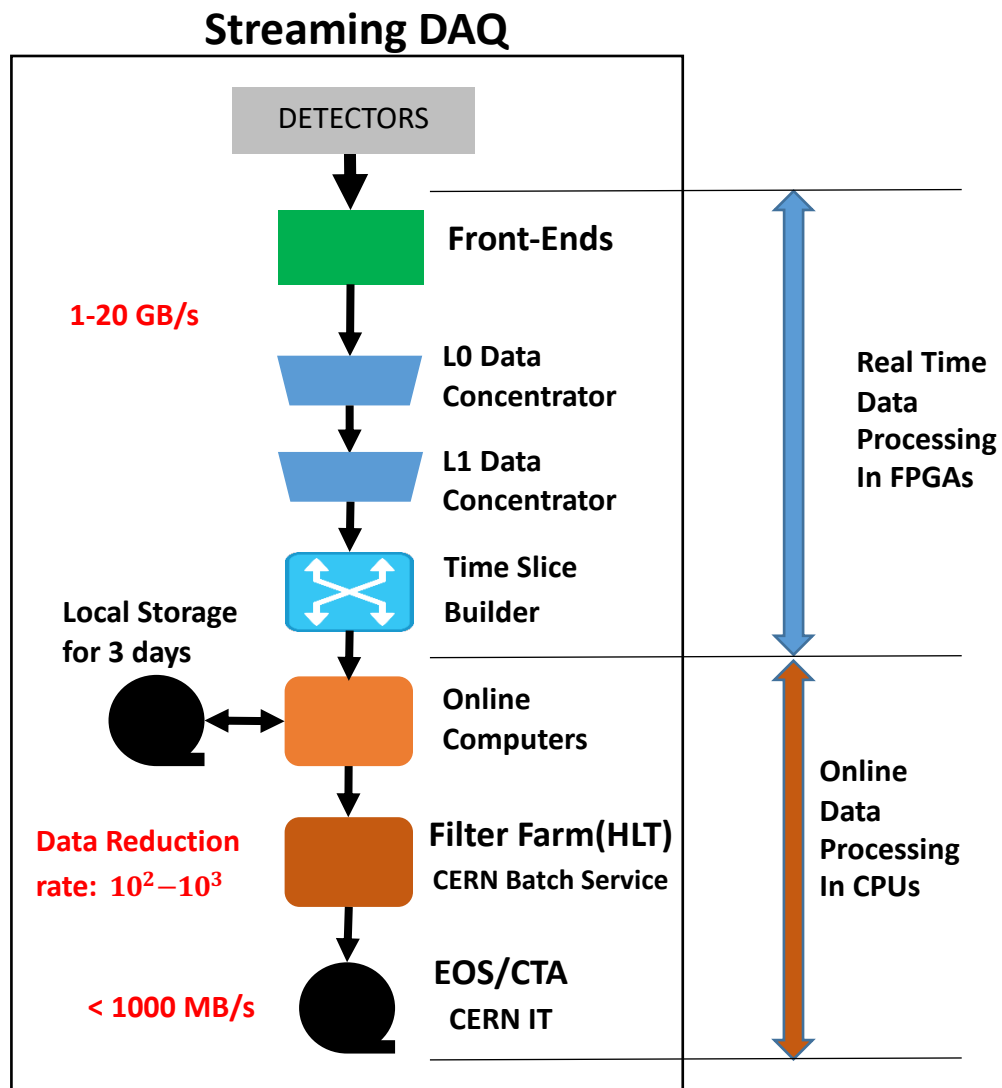 Streaming DAQ
DETECTORS
Front-Ends
1-20 GB/s
L0 Data
Concentrator
L1 Data
Concentrator
Time Slice
Builder
Local Storage
for 3 days
Online
Computers
Data Reduction
rate: 10²−10³
Filter Farm(HLT)
CERN Batch Service
EOS/CTA
CERN IT
< 1000 MB/s
Real Time
Data
Processing
In FPGAs
Online
Data
Processing
In CPUs